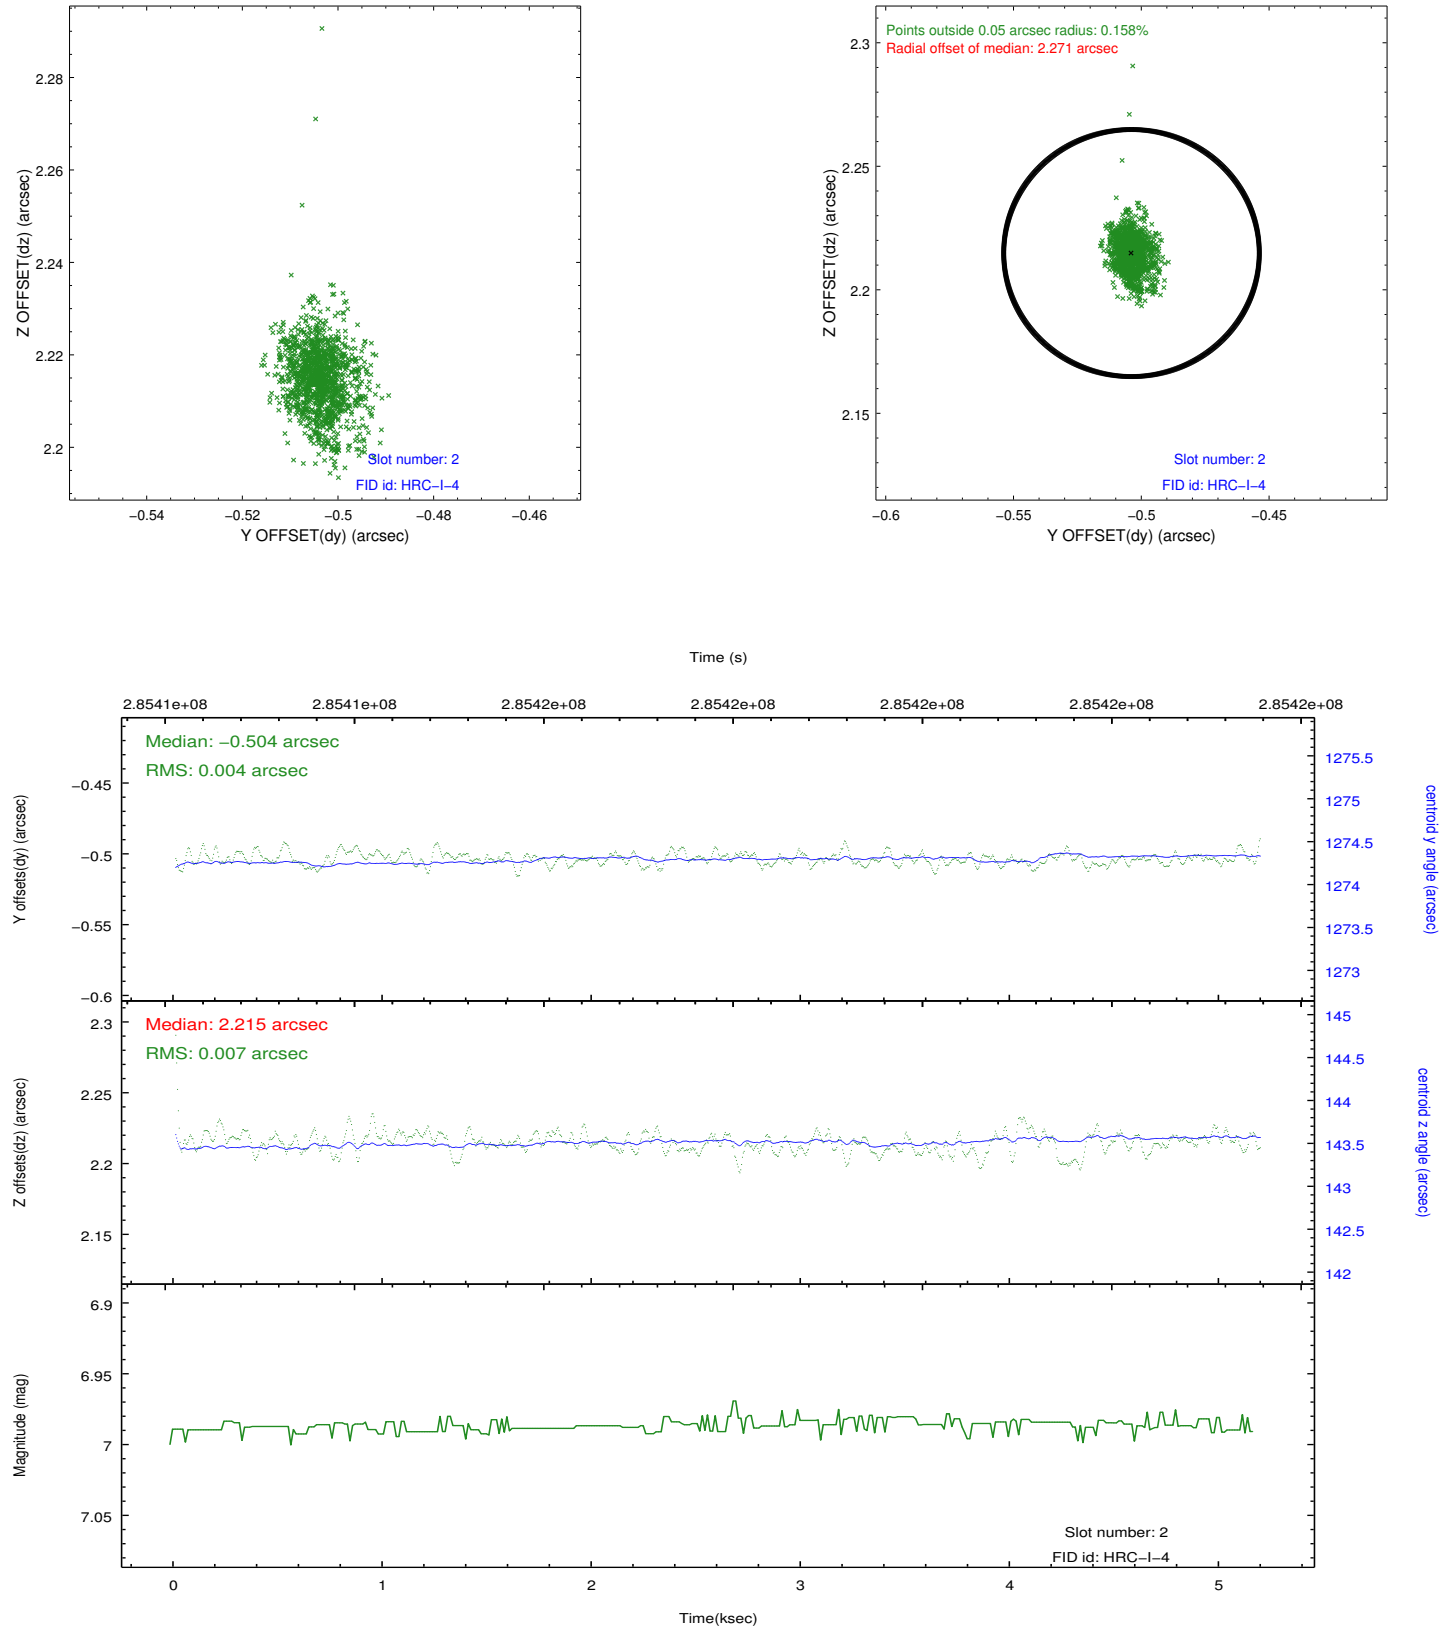 2.28
2.26
2.24
2.22
2.2
Z OFFSET(dz) (arcsec)
Slot number: 2
FID id: HRC−I−4
−0.54
−0.52
−0.5
−0.48
−0.46
Y OFFSET(dy) (arcsec)
Points outside 0.05 arcsec radius: 0.158%
Radial offset of median: 2.271 arcsec
2.3
2.25
2.2
2.15
Z OFFSET(dz) (arcsec)
Slot number: 2
FID id: HRC−I−4
−0.6
−0.55
−0.5
−0.45
Y OFFSET(dy) (arcsec)
Time (s)
2.8541e+08
2.8541e+08
2.8542e+08
2.8542e+08
2.8542e+08
2.8542e+08
2.8542e+08
Median: −0.504 arcsec
RMS: 0.004 arcsec
−0.45
−0.5
−0.55
−0.6
Y offsets(dy) (arcsec)
1275.5
1275
1274.5
1274
1273.5
1273
centroid y angle (arcsec)
Median: 2.215 arcsec
RMS: 0.007 arcsec
2.3
2.25
2.2
2.15
Z offsets(dz) (arcsec)
145
144.5
144
143.5
143
142.5
142
centroid z angle (arcsec)
6.9
6.95
7
7.05
Magnitude (mag)
Slot number: 2
FID id: HRC−I−4
0
1
2
3
4
5
Time(ksec)